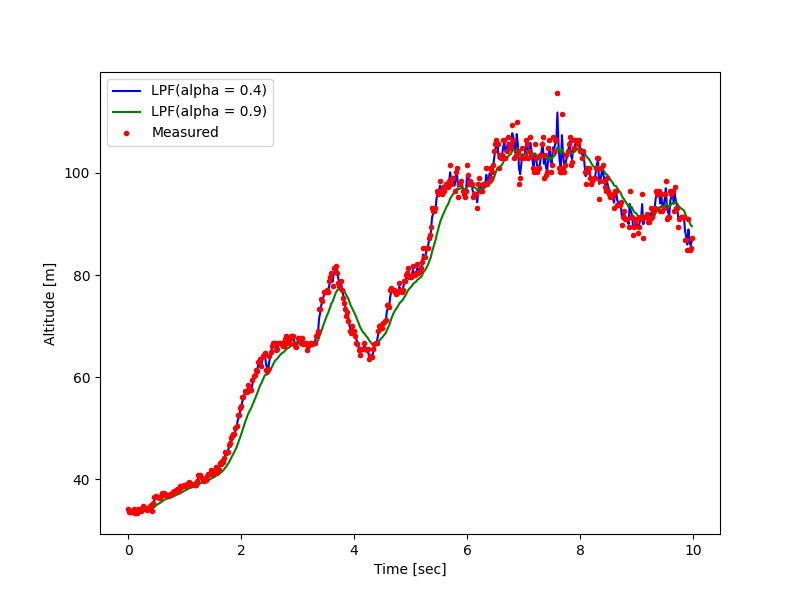 LPF(alpha = 0.4)
LPF(alpha = 0.9)
Measured
100
80
60
40
Altitude [m]
0 2 4 6 8 10
Time [sec]